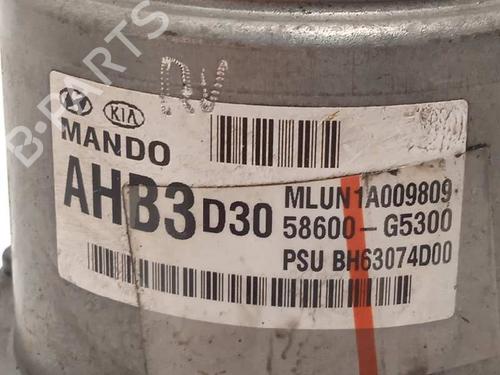 B-PARTS
RV
KIA
MANDO
AHB3 D30
MLUN1A009809
58600-G5300
PSU BH63074D00